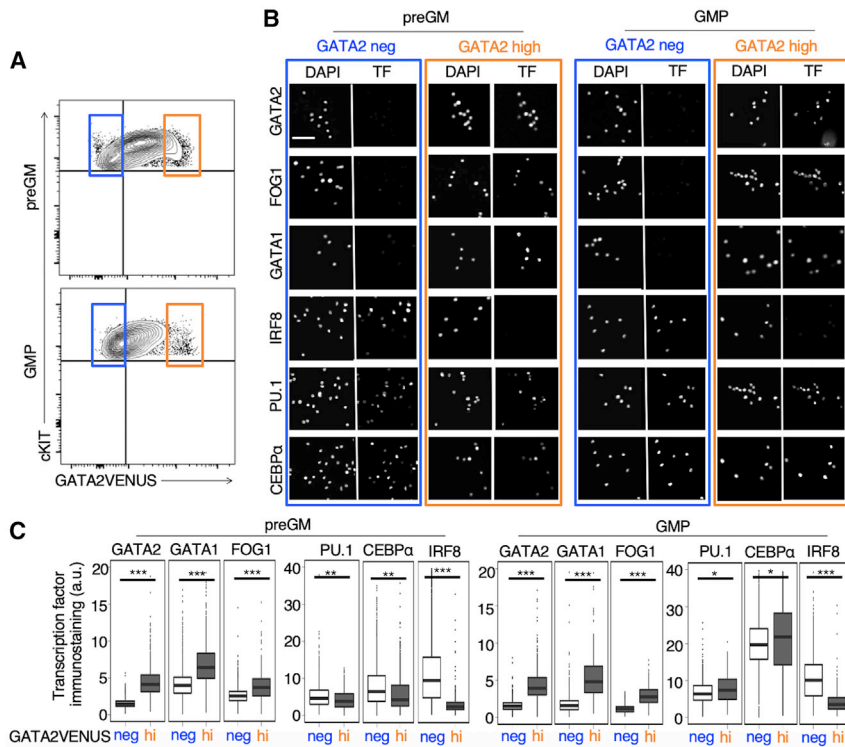 A
preGM
GMP
cKIT
GATA2VENUS
B
preGM GMP
GATA2 neg GATA2 high GATA2 neg GATA2 high
DAPI TF DAPI TF DAPI TF DAPI TF
GATA2
FOG1
GATA1
IRF8
PU.1
CEBPα
C
preGM GMP
GATA2 GATA1 FOG1 PU.1 CEBPα IRF8 GATA2 GATA1 FOG1 PU.1 CEBPα IRF8
Transcription factor
immunostaining (a.u.)
20 15 10 5 0
*** *** ***
40 30 20 10 0
** ** ***
20 15 10 5 0
*** *** ***
40 30 20 10 0
* * ***
GATA2VENUS neg hi neg hi neg hi neg hi neg hi neg hi neg hi neg hi neg hi neg hi neg hi neg hi